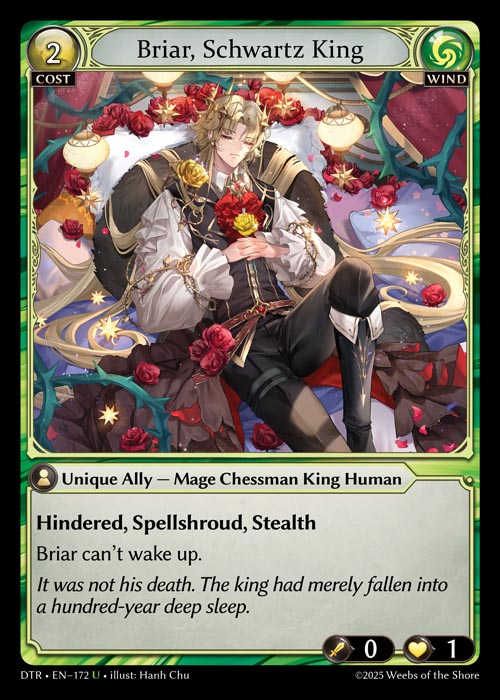 2
COST
Briar, Schwartz King
WIND
Unique Ally — Mage Chessman King Human
Hindered, Spellshroud, Stealth
Briar can't wake up.
It was not his death. The king had merely fallen into
a hundred-year deep sleep.
0
1
DTR • EN–172 U • illust: Hanh Chu
©2025 Weebs of the Shore